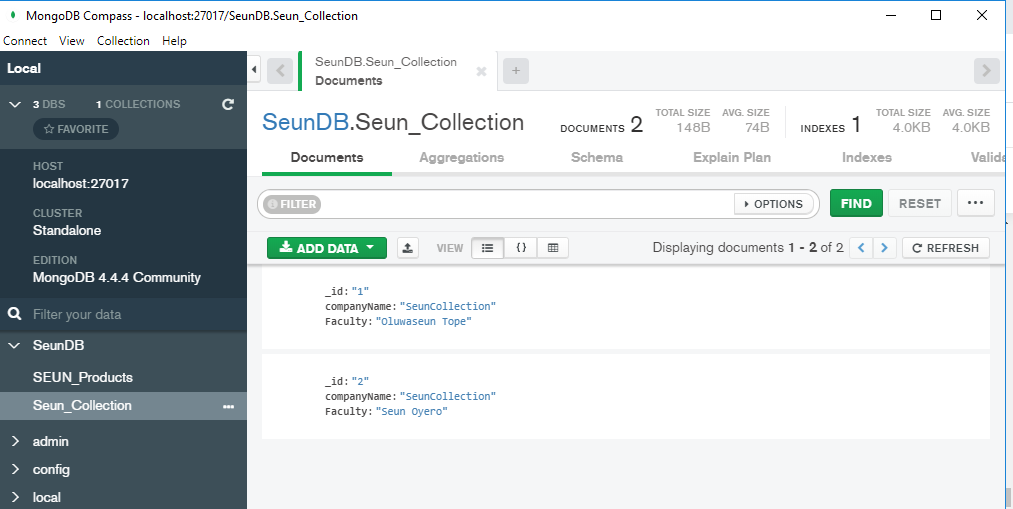 MongoDB Compass - localhost:27017/SeunDB.Seun_Collection
Connect View Collection Help
Local
3 DBS 1 COLLECTIONS
FAVORITE
HOST
localhost:27017
CLUSTER
Standalone
EDITION
MongoDB 4.4.4 Community
Filter your data
SeunDB
SEUN_Products
Seun_Collection
admin
config
local
SeunDB.Seun_Collection
Documents
SeunDB.Seun_Collection
DOCUMENTS 2 TOTAL SIZE 148B AVG. SIZE 74B INDEXES 1 TOTAL SIZE 4.0KB AVG. SIZE 4.0KB
Documents Aggregations Schema Explain Plan Indexes Valida
FILTER OPTIONS FIND RESET ...
ADD DATA VIEW {} Displaying documents 1 - 2 of 2 < > REFRESH
_id: "1"
companyName: "SeunCollection"
Faculty: "Oluwaseun Tope"
_id: "2"
companyName: "SeunCollection"
Faculty: "Seun Oyero"